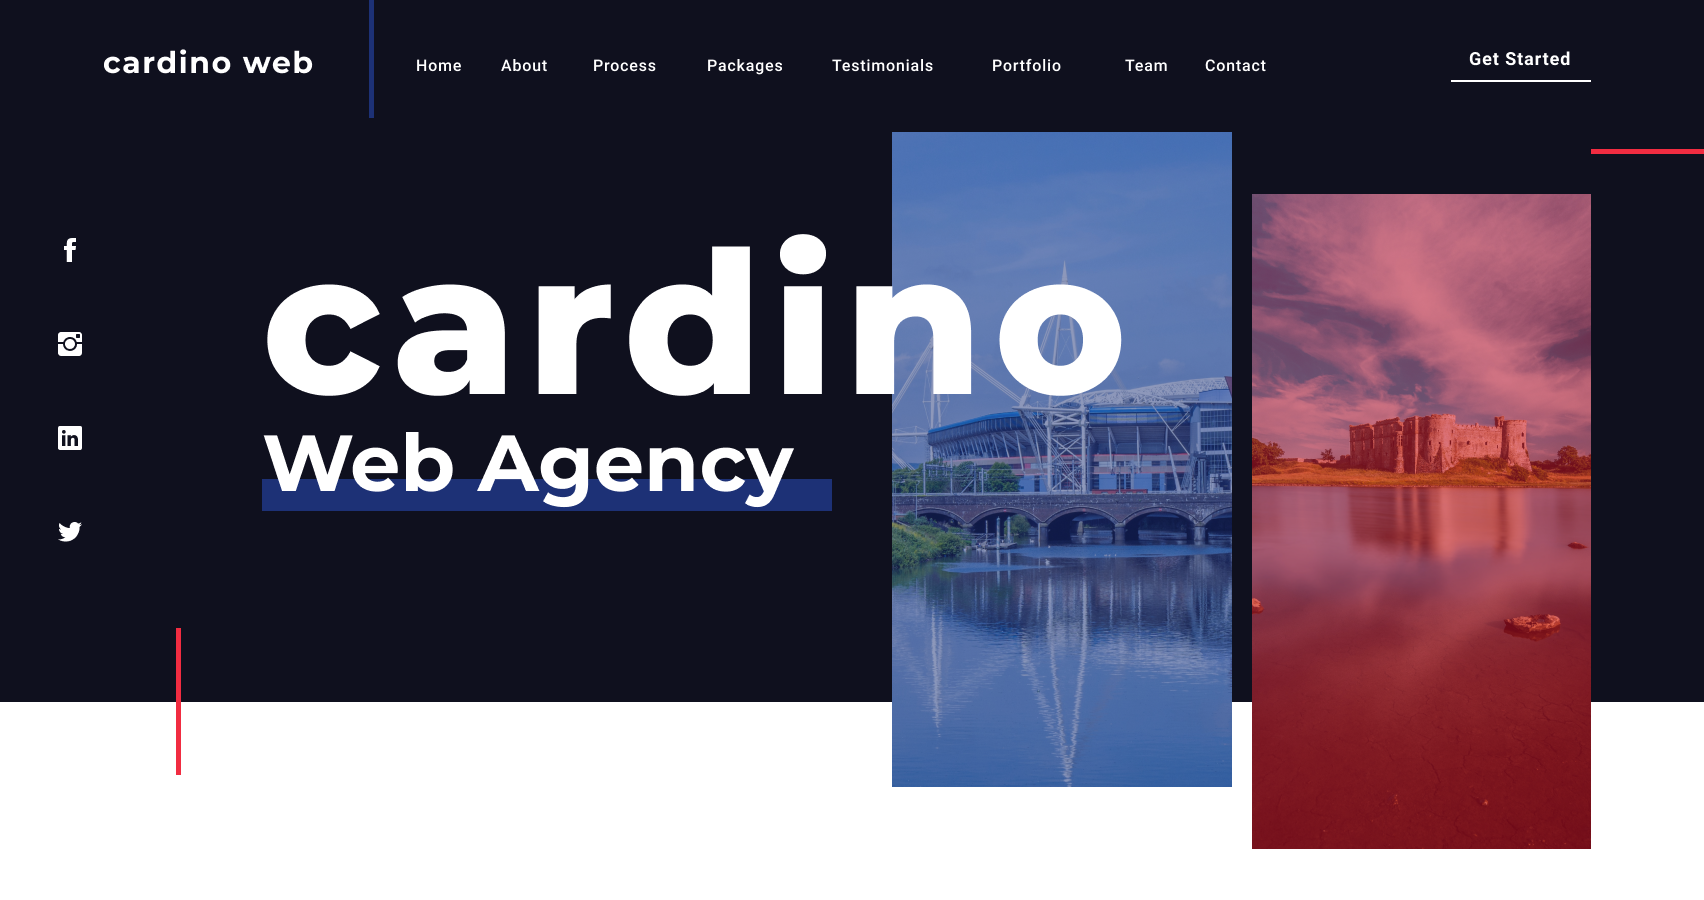 cardino web
Home About Process Packages Testimonials Portfolio Team Contact
Get Started
cardino
Web Agency